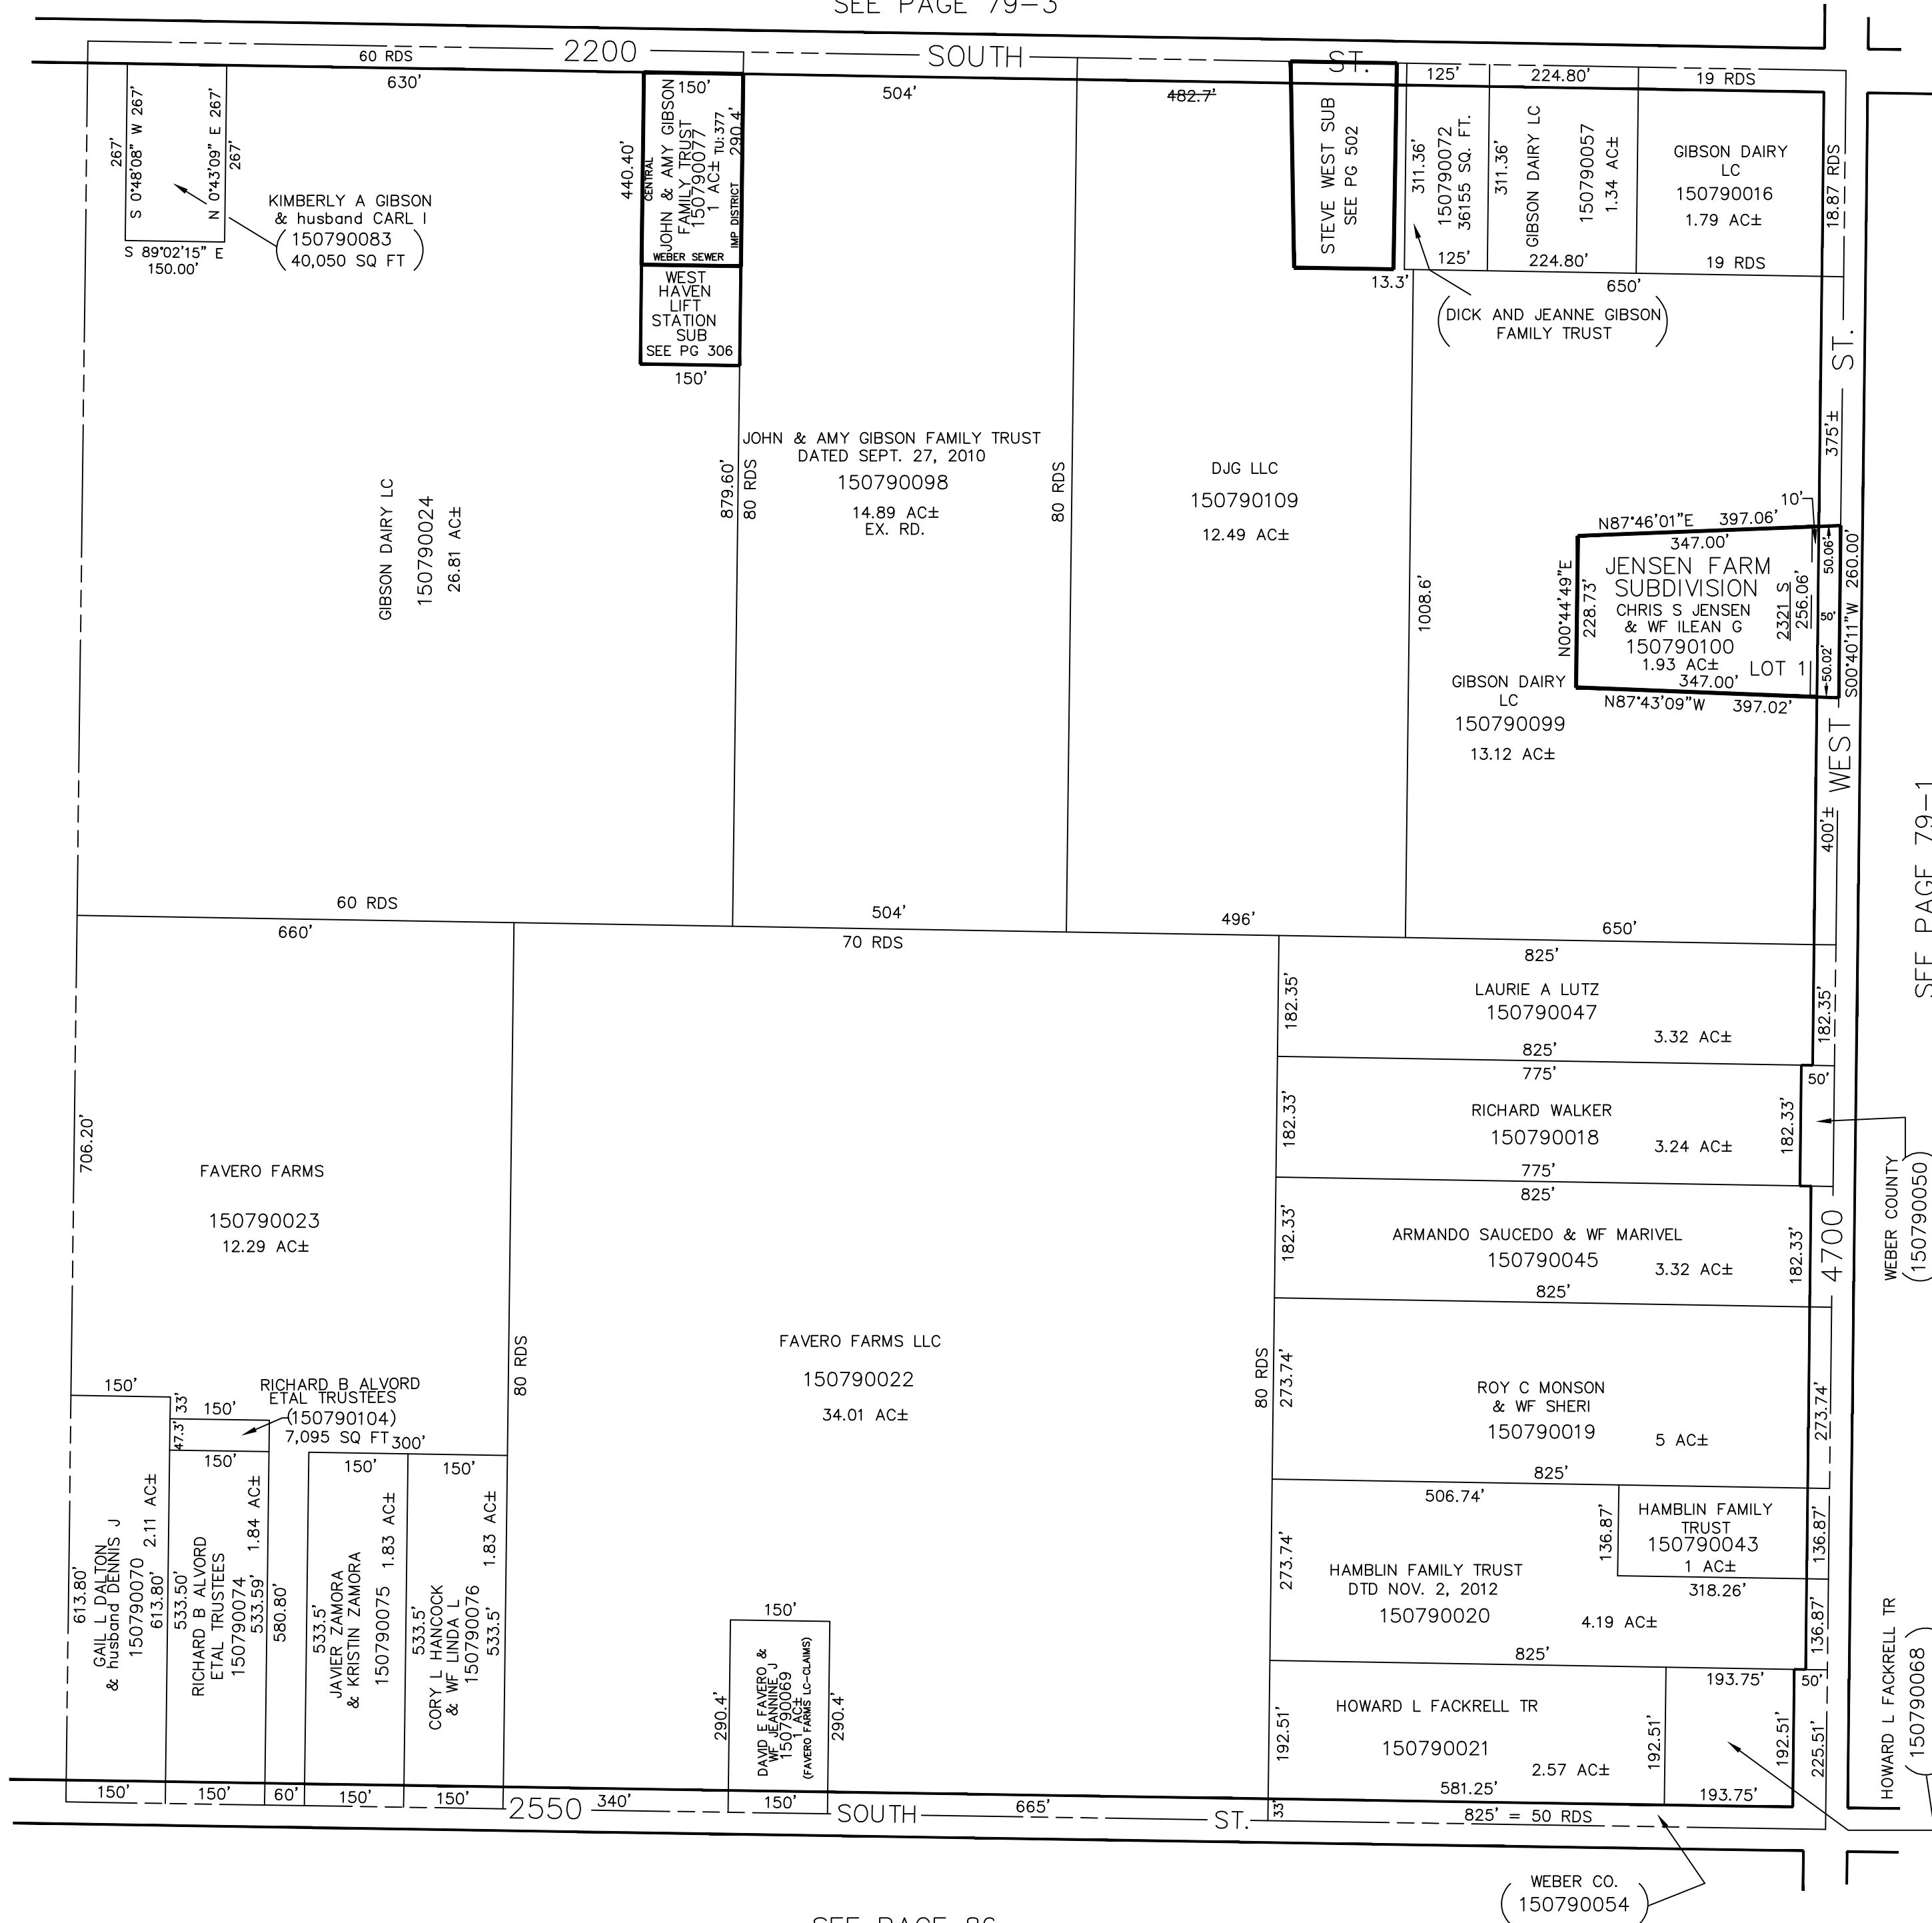 SEE PAGE 79-3
2200 SOUTH ST.
60 RDS
630'
267'
S 0°48'08" W 267'
N 0°43'09" E 267'
267'
S 89°02'15" E
150.00'
KIMBERLY A GIBSON
& husband CARL I
150790083
40,050 SQ FT
440.40'
150'
CENTRAL
JOHN & AMY GIBSON
FAMILY TRUST
150790077
1 AC±
TU:377
290.4'
IMP DISTRICT
WEBER SEWER
WEST
HAVEN
LIFT
STATION
SUB
SEE PG 306
150'
504'
482.7'
STEVE WEST SUB
SEE PG 502
13.3'
125'
311.36'
150790072
36155 SQ. FT.
125'
311.36'
224.80'
GIBSON DAIRY LC
150790057
1.34 AC±
224.80'
19 RDS
GIBSON DAIRY
LC
150790016
1.79 AC±
19 RDS
18.87 RDS
650'
(DICK AND JEANNE GIBSON
FAMILY TRUST)
GIBSON DAIRY LC
150790024
26.81 AC±
879.60'
80 RDS
JOHN & AMY GIBSON FAMILY TRUST
DATED SEPT. 27, 2010
150790098
14.89 AC±
EX. RD.
80 RDS
DJG LLC
150790109
12.49 AC±
1008.6'
375'±
10'
N87°46'01"E 397.06'
347.00'
JENSEN FARM
SUBDIVISION
CHRIS S JENSEN
& WF ILEAN G
150790100
1.93 AC±
LOT 1
347.00'
N87°43'09"W 397.02'
N00°44'49"E
228.73'
2321 S
256.06'
50.06'
50'
50.02'
S00°40'11"W 260.00'
GIBSON DAIRY
LC
150790099
13.12 AC±
400'±
4700 WEST ST.
SEE PAGE 79-1
60 RDS
504'
496'
650'
660'
70 RDS
825'
182.35'
LAURIE A LUTZ
150790047
3.32 AC±
182.35'
825'
775'
50'
182.33'
RICHARD WALKER
150790018
3.24 AC±
182.33'
775'
WEBER COUNTY
(150790050)
825'
182.33'
ARMANDO SAUCEDO & WF MARIVEL
150790045
3.32 AC±
182.33'
825'
706.20'
FAVERO FARMS
150790023
12.29 AC±
80 RDS
FAVERO FARMS LLC
150790022
34.01 AC±
80 RDS
273.74'
ROY C MONSON
& WF SHERI
150790019
5 AC±
273.74'
825'
150'
33'
150'
47.3'
RICHARD B ALVORD
ETAL TRUSTEES
(150790104)
7,095 SQ FT
300'
150'
150'
150'
613.80'
GAIL L DALTON
& husband DENNIS J
150790070
2.11 AC±
613.80'
533.50'
RICHARD B ALVORD
ETAL TRUSTEES
150790074
1.84 AC±
533.59'
580.80'
533.5'
JAVIER ZAMORA
& KRISTIN ZAMORA
150790075
1.83 AC±
533.5'
CORY L HANCOCK
& WF LINDA L
150790076
1.83 AC±
533.5'
506.74'
136.87'
HAMBLIN FAMILY
TRUST
150790043
1 AC±
318.26'
136.87'
273.74'
HAMBLIN FAMILY TRUST
DTD NOV. 2, 2012
150790020
4.19 AC±
136.87'
825'
150'
290.4'
DAVID E FAVERO &
WF JEANNINE J
150790069
1 AC±
(FAVERO FARMS LC-CLAIMS)
290.4'
192.51'
HOWARD L FACKRELL TR
150790021
2.57 AC±
581.25'
192.51'
193.75'
50'
192.51'
225.51'
193.75'
HOWARD L FACKRELL TR
(150790068)
150'
150'
60'
150'
150'
2550 SOUTH ST.
340'
150'
665'
33'
825' = 50 RDS
WEBER CO.
150790054
SEE PAGE 86